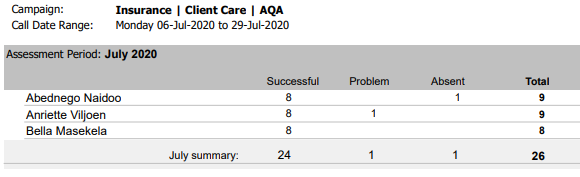 Campaign: Insurance | Client Care | AQA
Call Date Range: Monday 06-Jul-2020 to 29-Jul-2020
Assessment Period: July 2020
Successful Problem Absent Total
Abednego Naidoo 8 1 9
Anriette Viljoen 8 1 9
Bella Masekela 8 8
July summary: 24 1 1 26